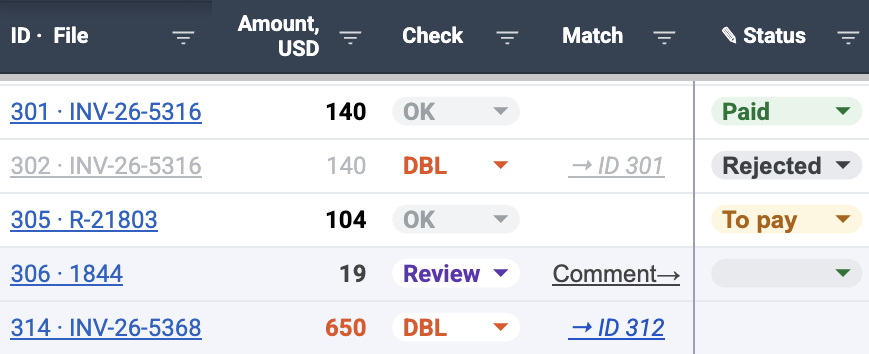 ID · File Amount, USD Check Match ✎ Status
301 · INV-26-5316 140 OK Paid
302 · INV-26-5316 140 DBL → ID 301 Rejected
305 · R-21803 104 OK To pay
306 · 1844 19 Review Comment→
314 · INV-26-5368 650 DBL → ID 312